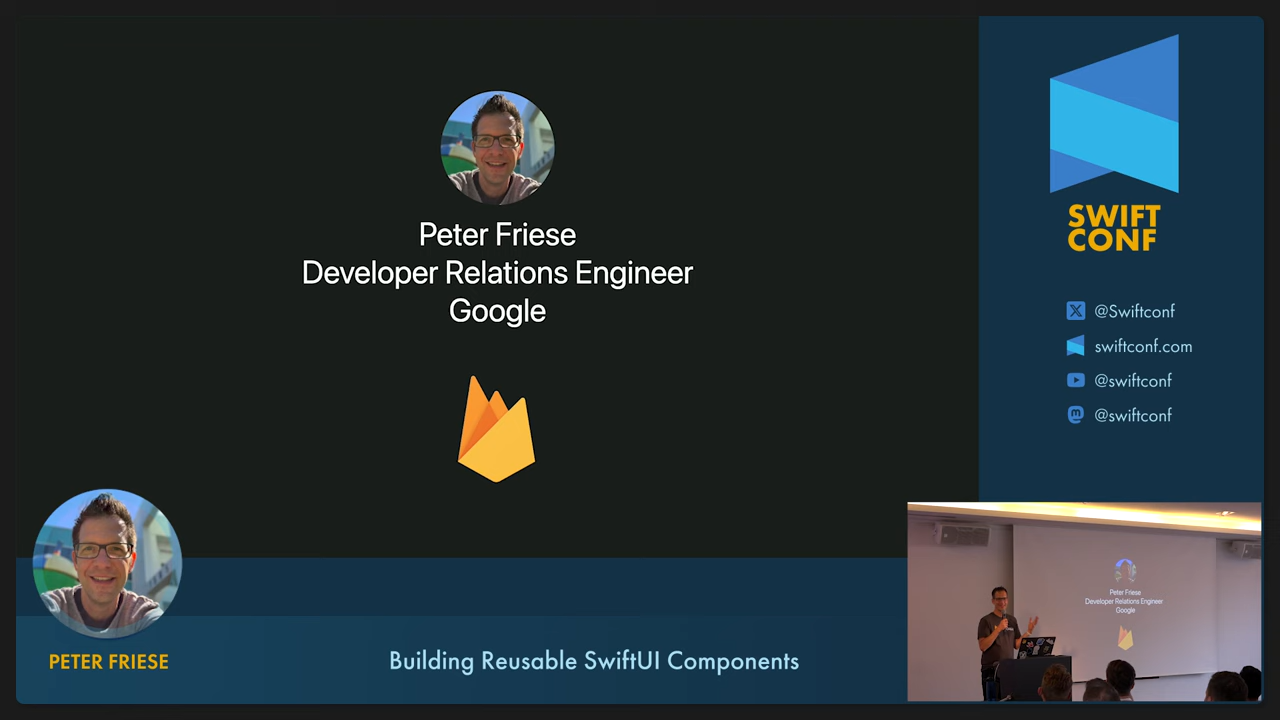 Peter Friese
Developer Relations Engineer
Google
SWIFT
CONF
@Swiftconf
swiftconf.com
@swiftconf
@swiftconf
PETER FRIESE
Building Reusable SwiftUI Components
Peter Friese
Developer Relations Engineer
Google